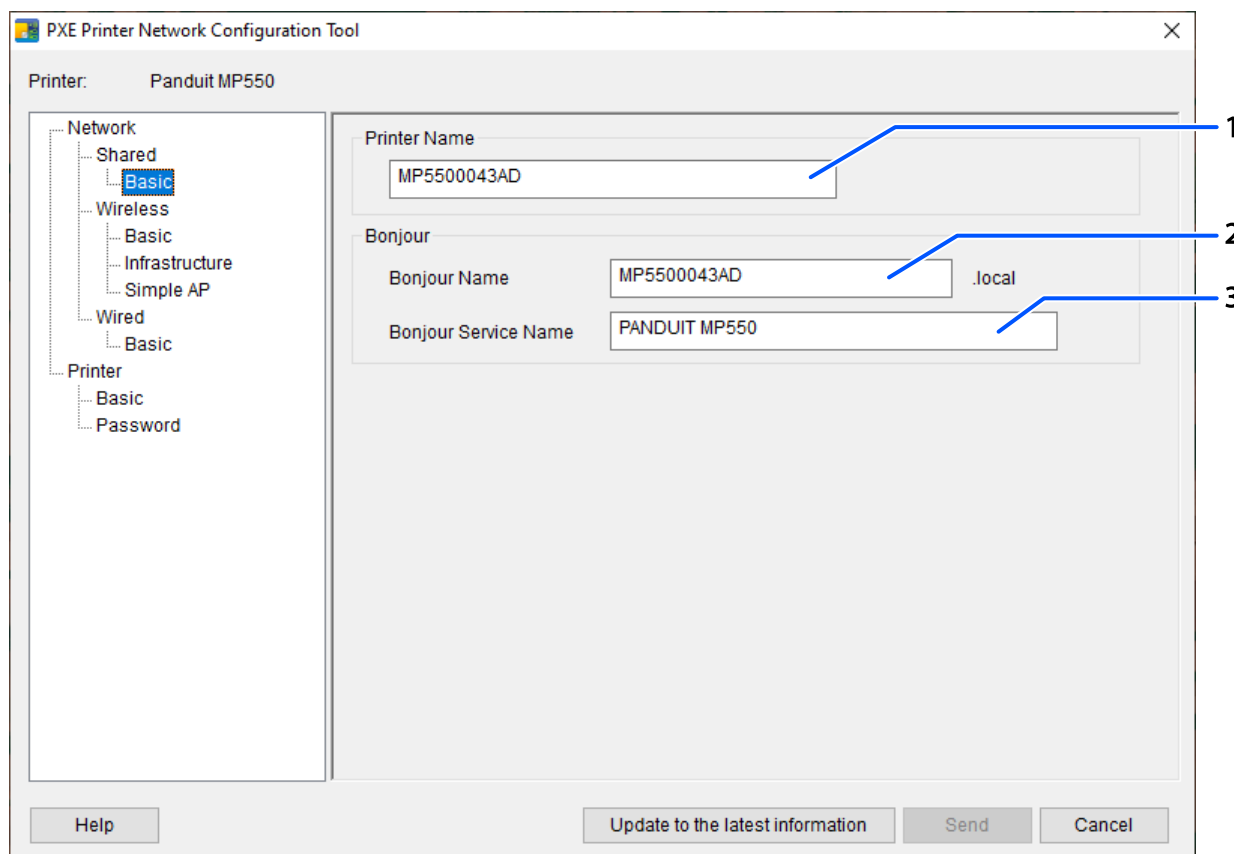 PXE Printer Network Configuration Tool
Printer: Panduit MP550
Network
Shared
Basic
Wireless
Basic
Infrastructure
Simple AP
Wired
Basic
Printer
Basic
Password
Printer Name
MP5500043AD
1
Bonjour
2
Bonjour Name MP5500043AD .local
3
Bonjour Service Name PANDUIT MP550
Help Update to the latest information Send Cancel